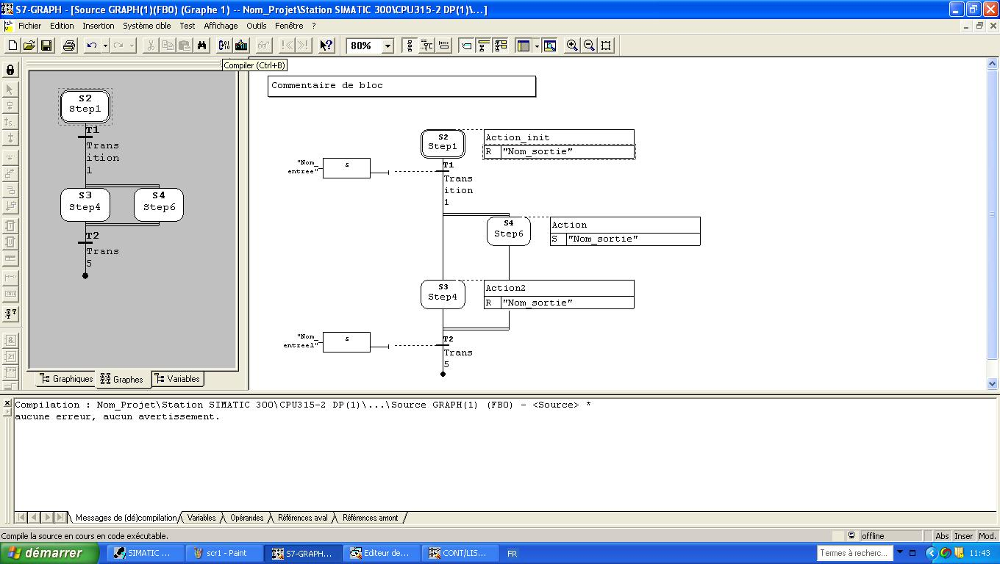 S7-GRAPH - [Source GRAPH(1)(FB0) (Graphe 1) -- Nom_Projet\Station SIMATIC 300\CPU315-2 DP(1)\...]
Fichier Edition Insertion Système cible Test Affichage Outils Fenêtre ?
80%
Compiler (Ctrl+B)
S2
Step1
T1
Trans
ition
1
S3
Step4
S4
Step6
T2
Trans
5
Graphiques Graphes Variables
Commentaire de bloc
S2
Step1
Action_init
R "Nom_sortie"
"Nom_
entree"
&
T1
Trans
ition
1
S4
Step6
Action
S "Nom_sortie"
S3
Step4
Action2
R "Nom_sortie"
"Nom_
entree1"
&
T2
Trans
5
Compilation : Nom_Projet\Station SIMATIC 300\CPU315-2 DP(1)\...\Source GRAPH(1) (FB0) - <Source> *
aucune erreur, aucun avertissement.
Messages de (dé)compilation Variables Opérandes Références aval Références amont
Compile la source en cours en code exécutable.
offline Abs Inser Mod.
démarrer SIMATIC ... scr1 - Paint S7-GRAPH... Editeur de... CONT/LIS... FR Termes à recherc... 11:43